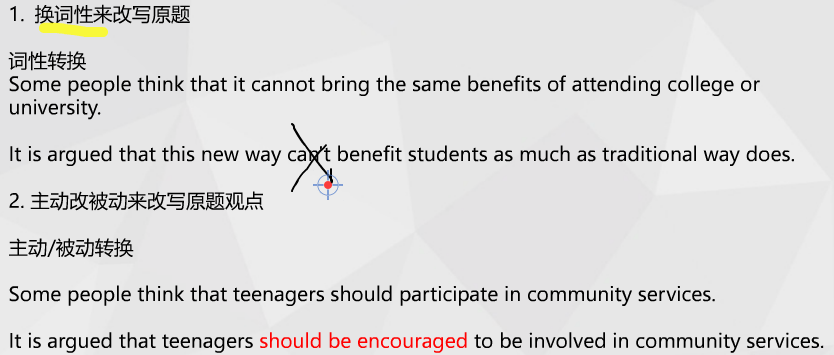 1. 换词性来改写原题
词性转换
Some people think that it cannot bring the same benefits of attending college or
university.
It is argued that this new way can't benefit students as much as traditional way does.
2. 主动改被动来改写原题观点
主动/被动转换
Some people think that teenagers should participate in community services.
It is argued that teenagers should be encouraged to be involved in community services.